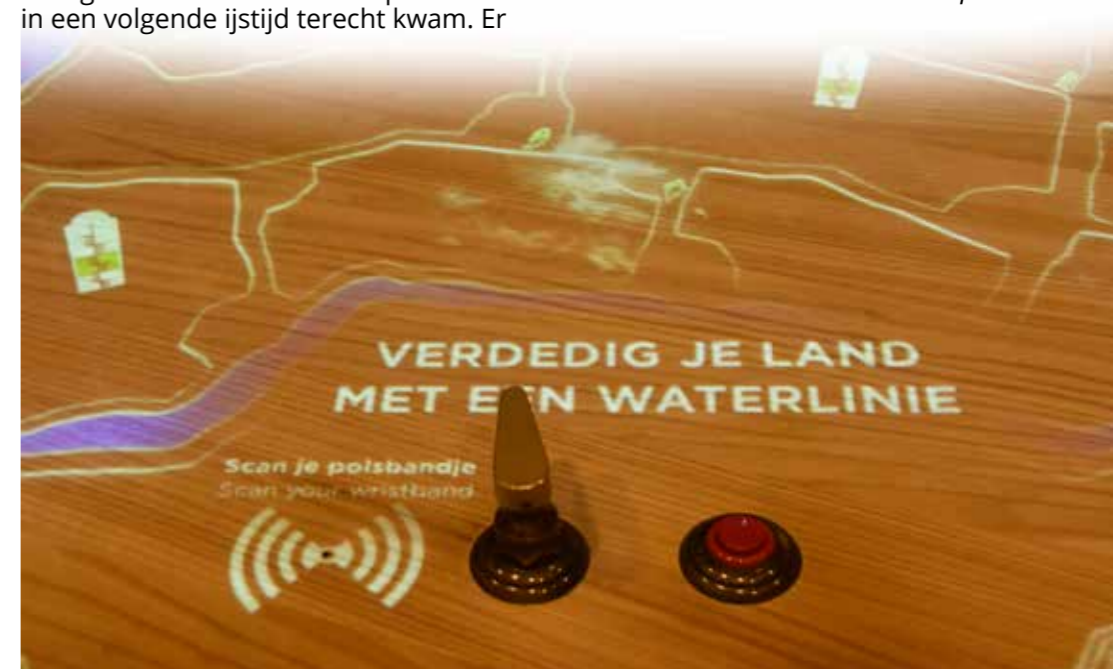 in een volgende ijstijd terecht kwam. Er
VERDEDIG JE LAND
MET EEN WATERLINIE
Scan je polsbandje
Scan your wristband